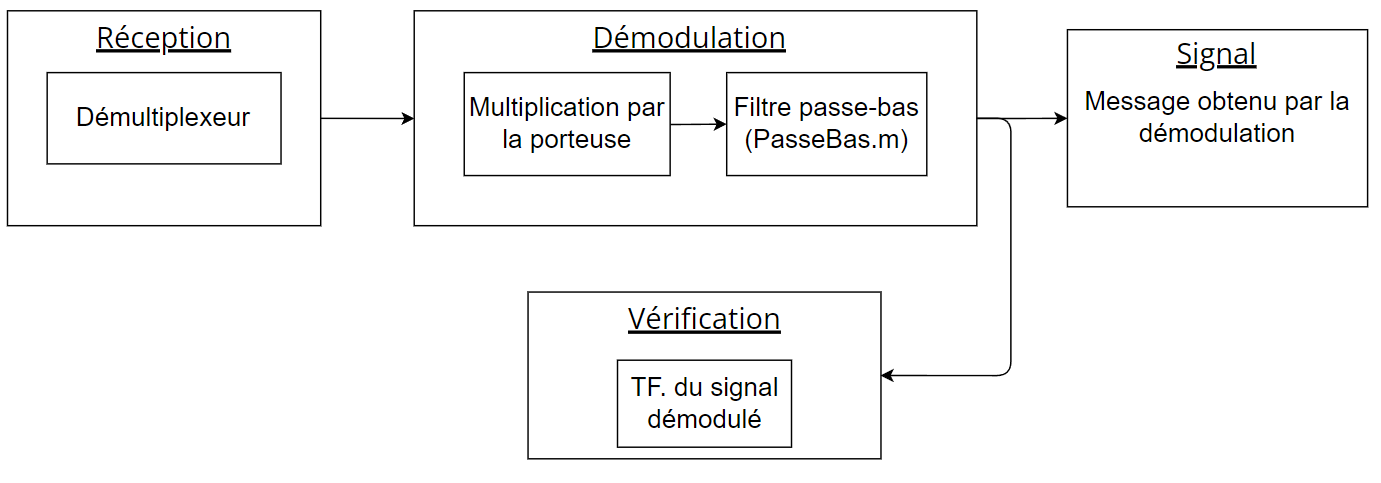 Réception
Démultiplexeur
Démodulation
Multiplication par
la porteuse
Filtre passe-bas
(PasseBas.m)
Signal
Message obtenu par la
démodulation
Vérification
TF. du signal
démodulé